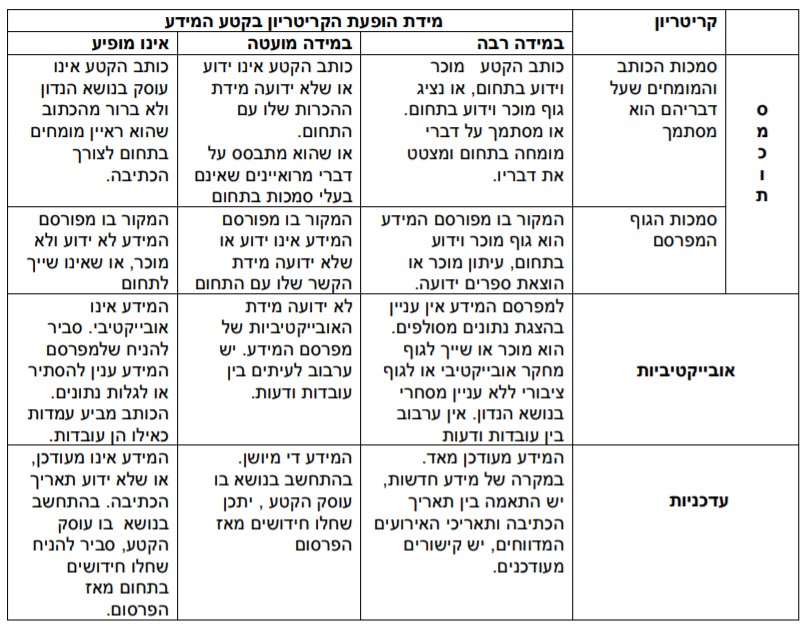 קריטריון
מידת הופעת הקריטריון בקטע המידע
במידה רבה
במידה מועטה
אינו מופיע
ס
מ
כ
ו
ת
סמכות הכותב
והמומחים שעל
דבריהם הוא
מסתמך
כותב הקטע מוכר
וידוע בתחום, או נציג
גוף מוכר וידוע בתחום.
או מסתמך על דברי
מומחה בתחום ומצטט
את דבריו.
כותב הקטע אינו ידוע
או שלא ידועה מידת
ההכרות שלו עם
התחום.
או שהוא מתבסס על
דברי מרואיינים שאינם
בעלי סמכות בתחום
כותב הקטע אינו
עוסק בנושא הנדון
ולא ברור מהכתוב
שהוא ראיין מומחים
בתחום לצורך
הכתיבה.
סמכות הגוף
המפרסם
המקור בו מפורסם המידע
הוא גוף מוכר וידוע
בתחום, עיתון מוכר או
הוצאת ספרים ידועה.
המקור בו מפורסם
המידע אינו ידוע או
שלא ידועה מידת
הקשר שלו עם התחום
המקור בו מפורסם
המידע לא ידוע ולא
מוכר, או שאינו שייך
לתחום
אובייקטיביות
למפרסם המידע אין עניין
בהצגת נתונים מסולפים.
הוא מוכר או שייך לגוף
מחקר אובייקטיבי או לגוף
ציבורי ללא עניין מסחרי
בנושא הנדון. אין ערבוב
בין עובדות ודעות
לא ידועה מידת
האובייקטיביות של
מפרסם המידע. יש
ערבוב לעיתים בין
עובדות ודעות.
המידע אינו
אובייקטיבי. סביר
להניח שלמפרסם
המידע ענין להסתיר
או לגלות נתונים.
הכותב מביע עמדות
כאילו הן עובדות.
עדכניות
המידע מעודכן מאד.
במקרה של מידע חדשות,
יש התאמה בין תאריך
הכתיבה ותאריכי האירועים
המדווחים, יש קישורים
מעודכנים.
המידע די מיושן.
בהתחשב בנושא בו
עוסק הקטע , יתכן
שחלו חידושים מאז
הפרסום
המידע אינו מעודכן,
או שלא ידוע תאריך
הכתיבה. בהתחשב
בנושא בו עוסק
הקטע, סביר להניח
שחלו חידושים
בתחום מאז
הפרסום.